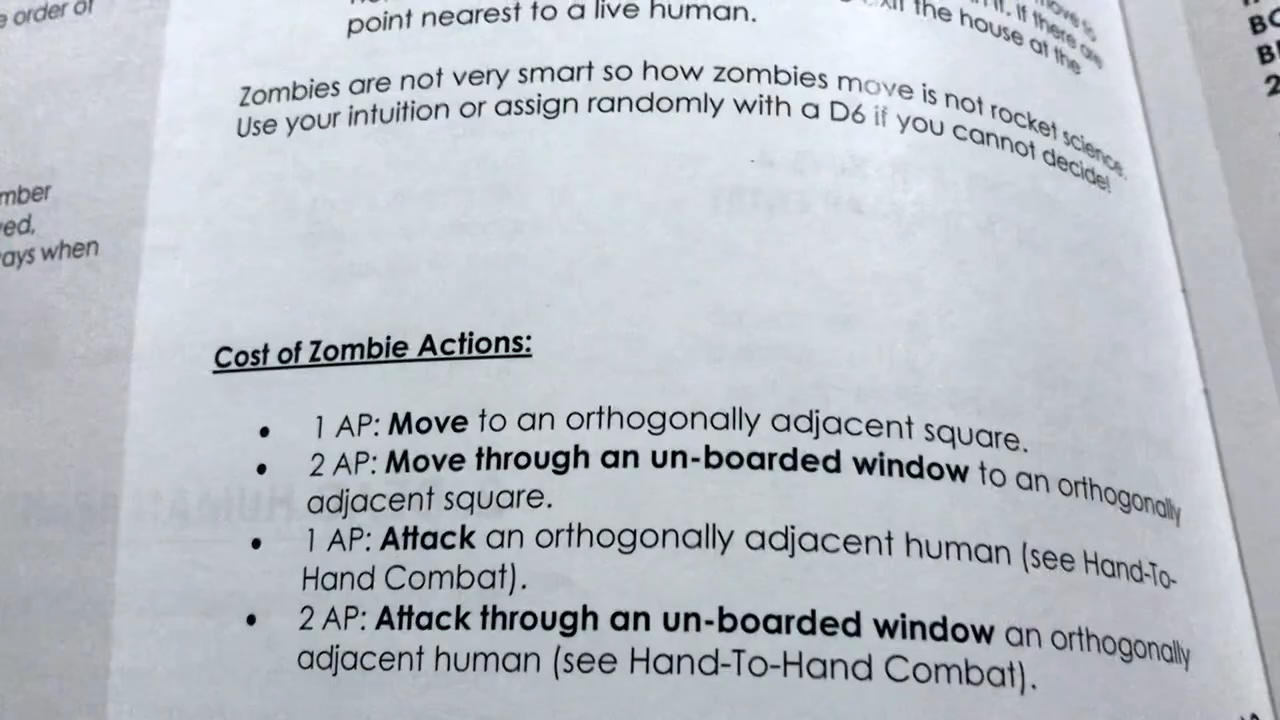 e order of
mber
ed,
ays when
point nearest to a live human.
the house at the
Zombies are not very smart so how zombies move is not rocket science.
Use your intuition or assign randomly with a D6 if you cannot decide!
Cost of Zombie Actions:
• 1 AP: Move to an orthogonally adjacent square.
• 2 AP: Move through an un-boarded window to an orthogonally
adjacent square.
• 1 AP: Attack an orthogonally adjacent human (see Hand-To-
Hand Combat).
• 2 AP: Attack through an un-boarded window an orthogonally
adjacent human (see Hand-To-Hand Combat).